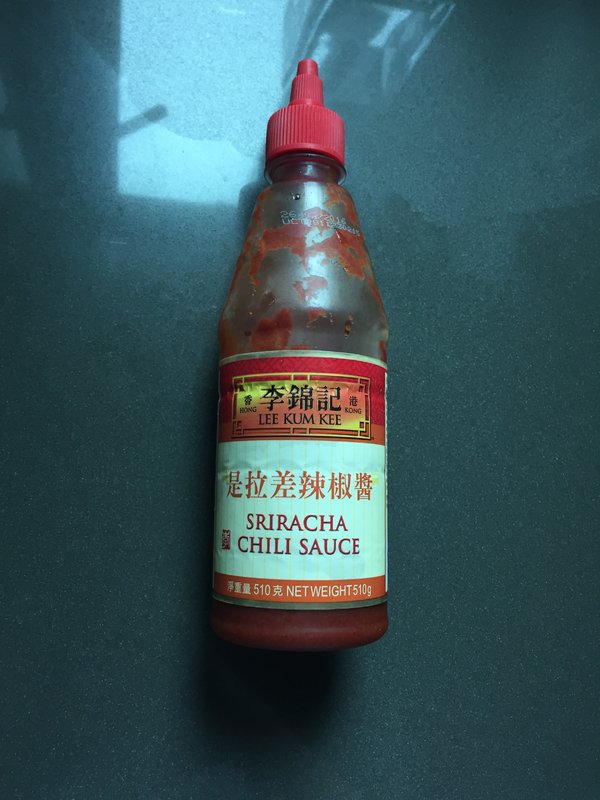 香 李錦記 港
HONG LEE KUM KEE KONG
是拉差辣椒醬
SRIRACHA
CHILI SAUCE
淨重量 510 克 NET WEIGHT 510g